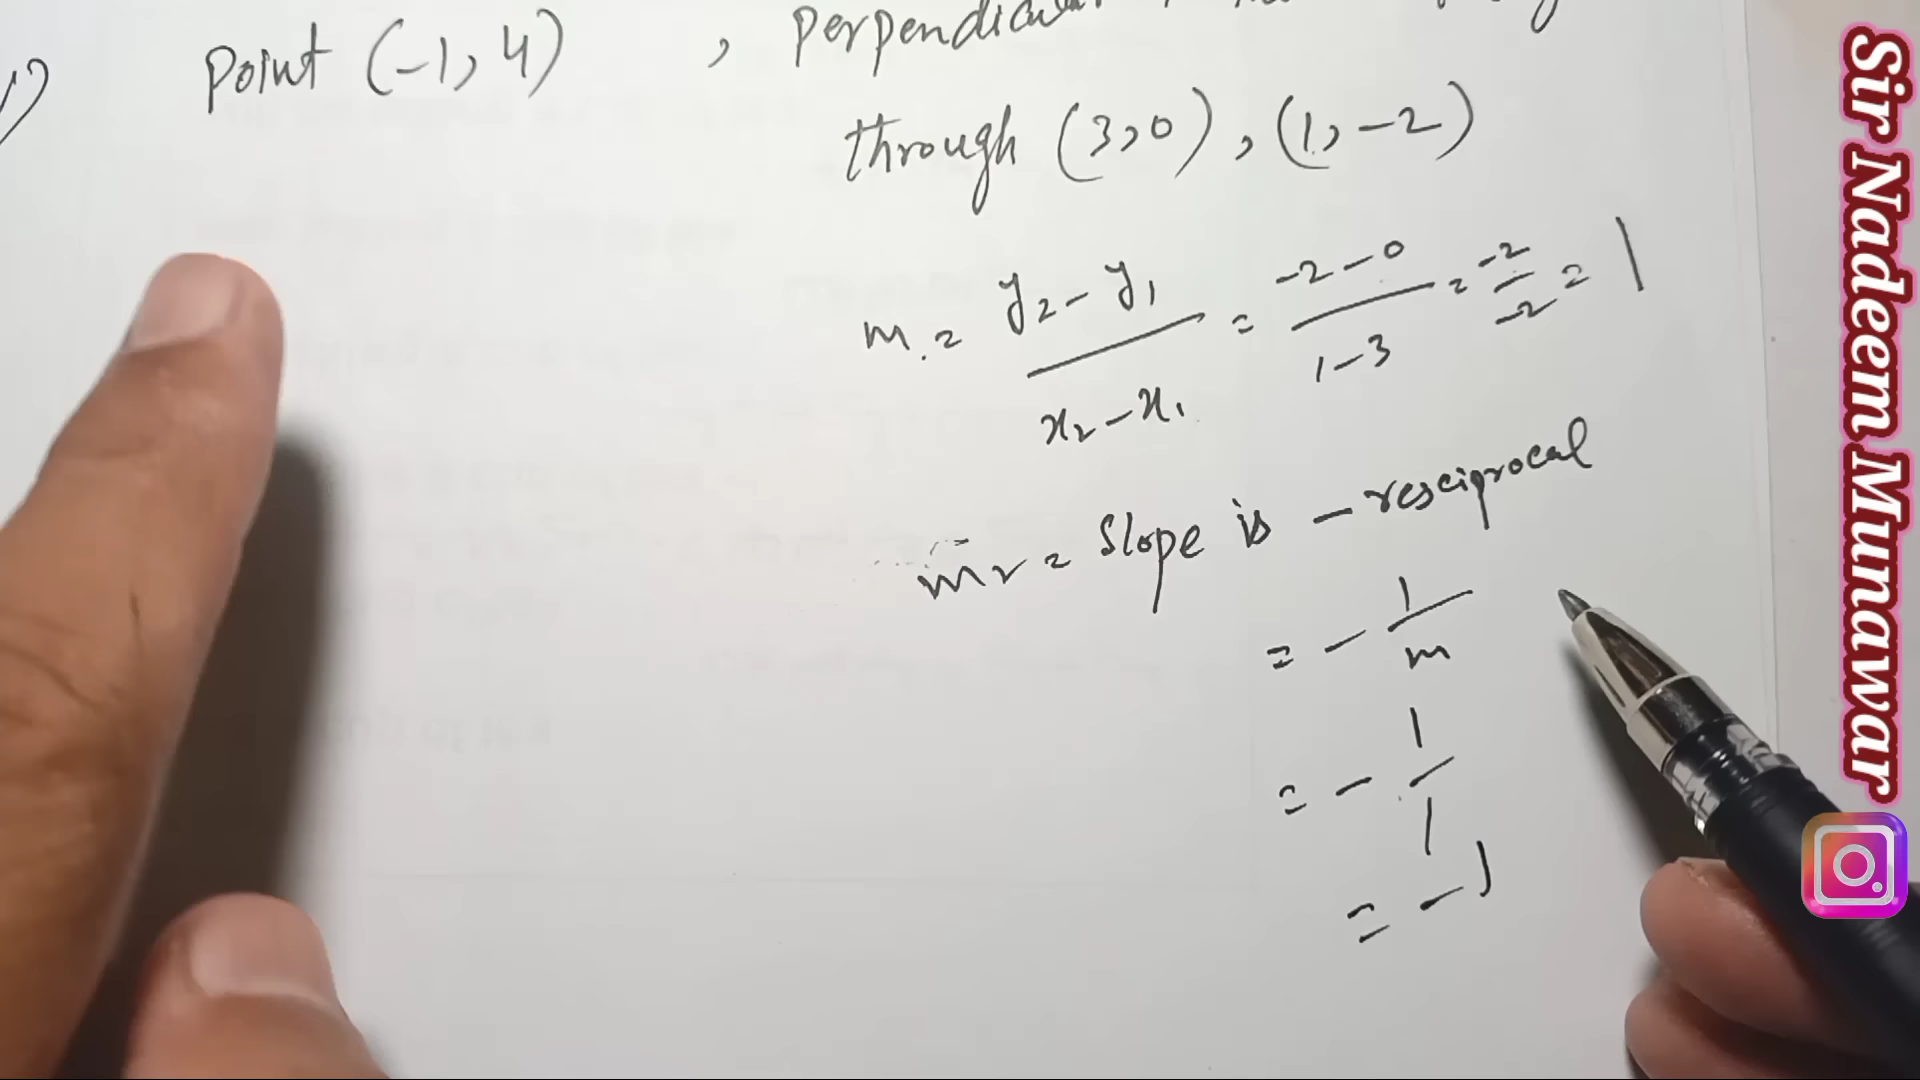 Point (-1, 4) , perpendicular
through (3,0), (1,-2)
m = y₂-y₁ / x₂-x₁ = -2-0 / 1-3 = -2/-2 = 1
m₂ = Slope is - resciprocal
= - 1/m
= - 1/1
= -1
Sir Nadeem Munawar